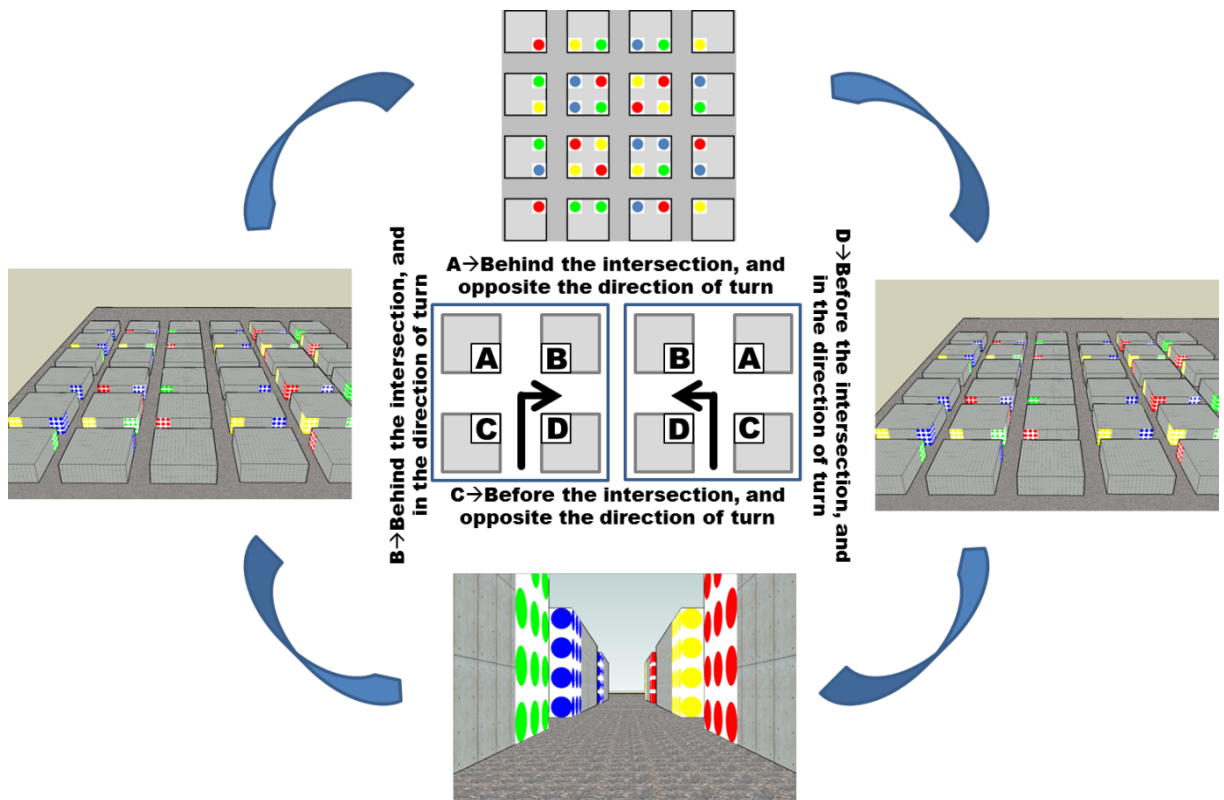 A→Behind the intersection, and
opposite the direction of turn
B→Behind the intersection, and
in the direction of turn
D→Before the intersection, and
in the direction of turn
A B
C D
B A
D C
C→Before the intersection, and
opposite the direction of turn